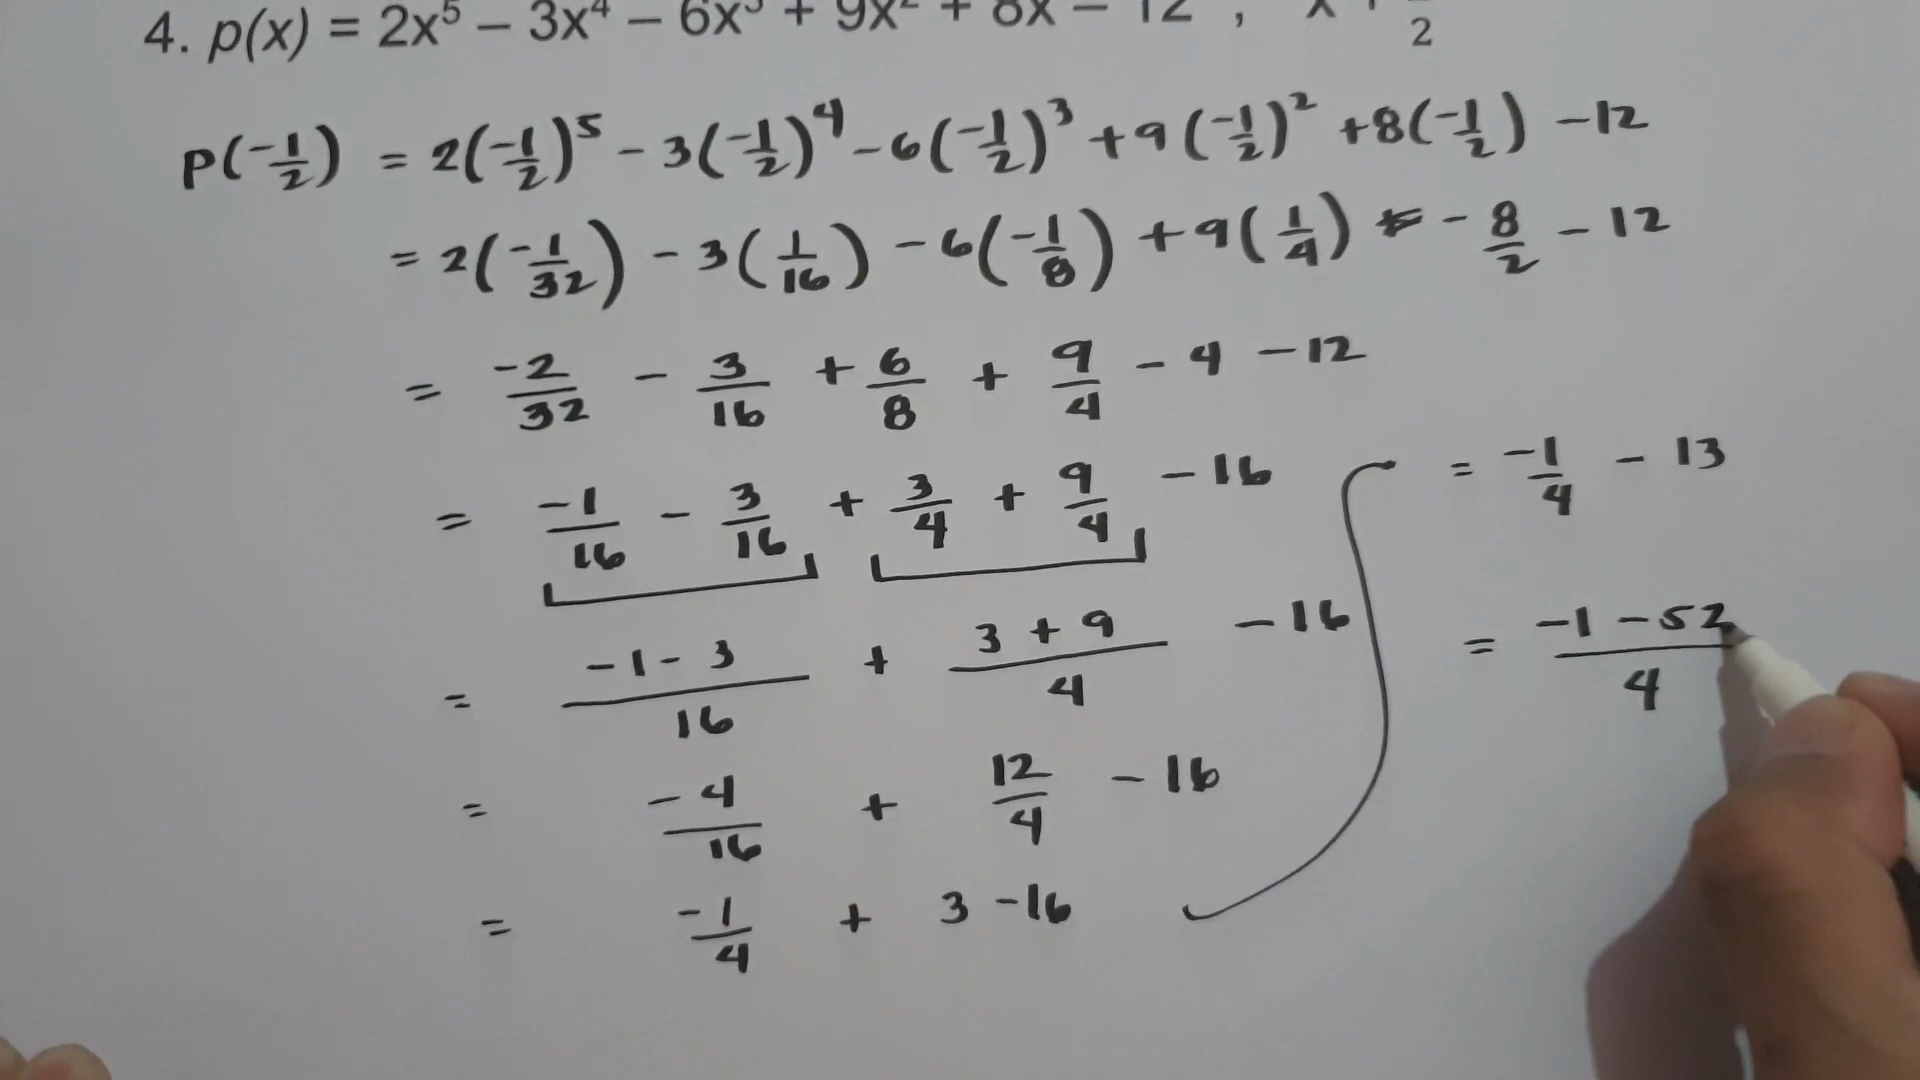 4. p(x) = 2x⁵ − 3x⁴ − 6x³ + 9x² + 8x − 12 , x + /2
P(-1/2) = 2(-1/2)⁵ - 3(-1/2)⁴ - 6(-1/2)³ + 9(-1/2)² + 8(-1/2) - 12
= 2(-1/32) - 3(1/16) - 6(-1/8) + 9(1/4) - 8/2 - 12
= -2/32 - 3/16 + 6/8 + 9/4 - 4 - 12
= -1/16 - 3/16 + 3/4 + 9/4 - 16
= (-1 - 3)/16 + (3 + 9)/4 - 16
= -4/16 + 12/4 - 16
= -1/4 + 3 - 16
= -1/4 - 13
= (-1 - 52)/4